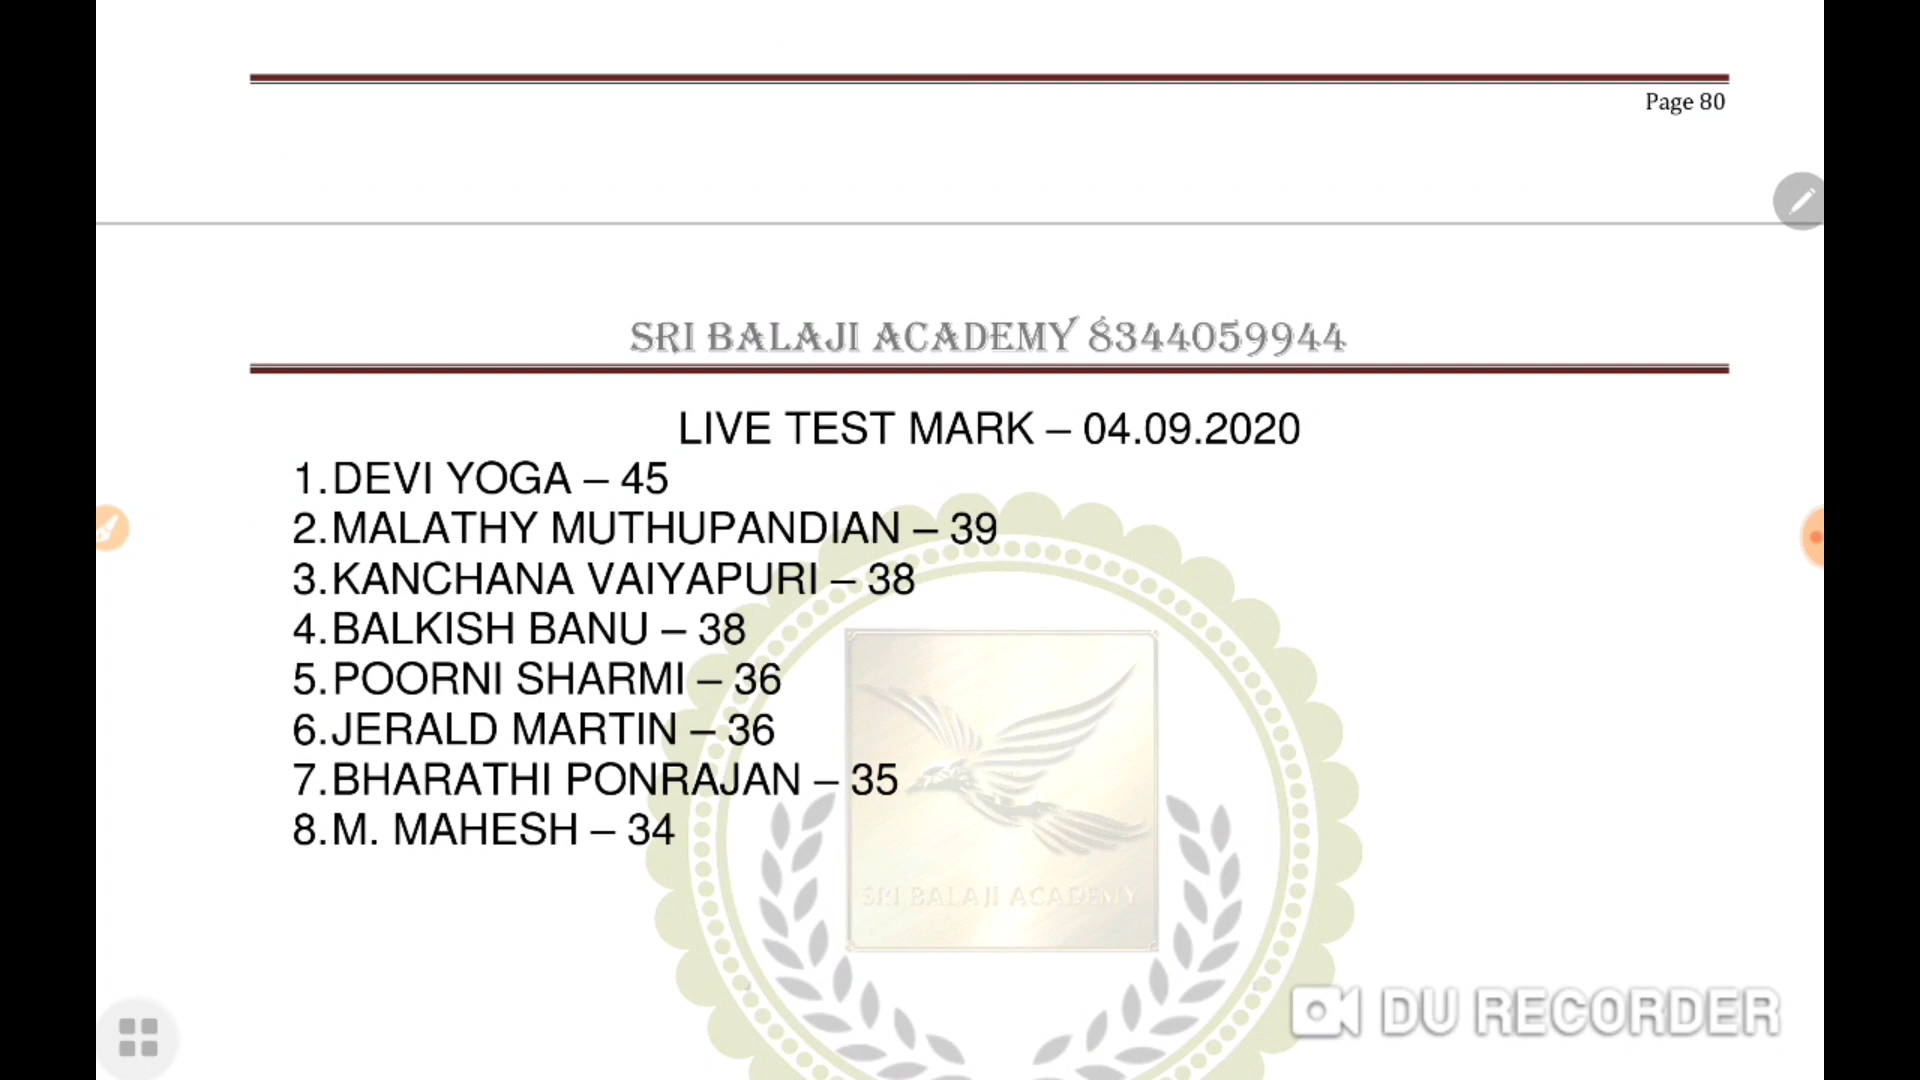 Page 80
SRI BALAJI ACADEMY 8344059944
LIVE TEST MARK – 04.09.2020
1.DEVI YOGA – 45
2.MALATHY MUTHUPANDIAN – 39
3.KANCHANA VAIYAPURI – 38
4.BALKISH BANU – 38
5.POORNI SHARMI – 36
6.JERALD MARTIN – 36
7.BHARATHI PONRAJAN – 35
8.M. MAHESH – 34
SRI BALAJI ACADEMY
DU RECORDER